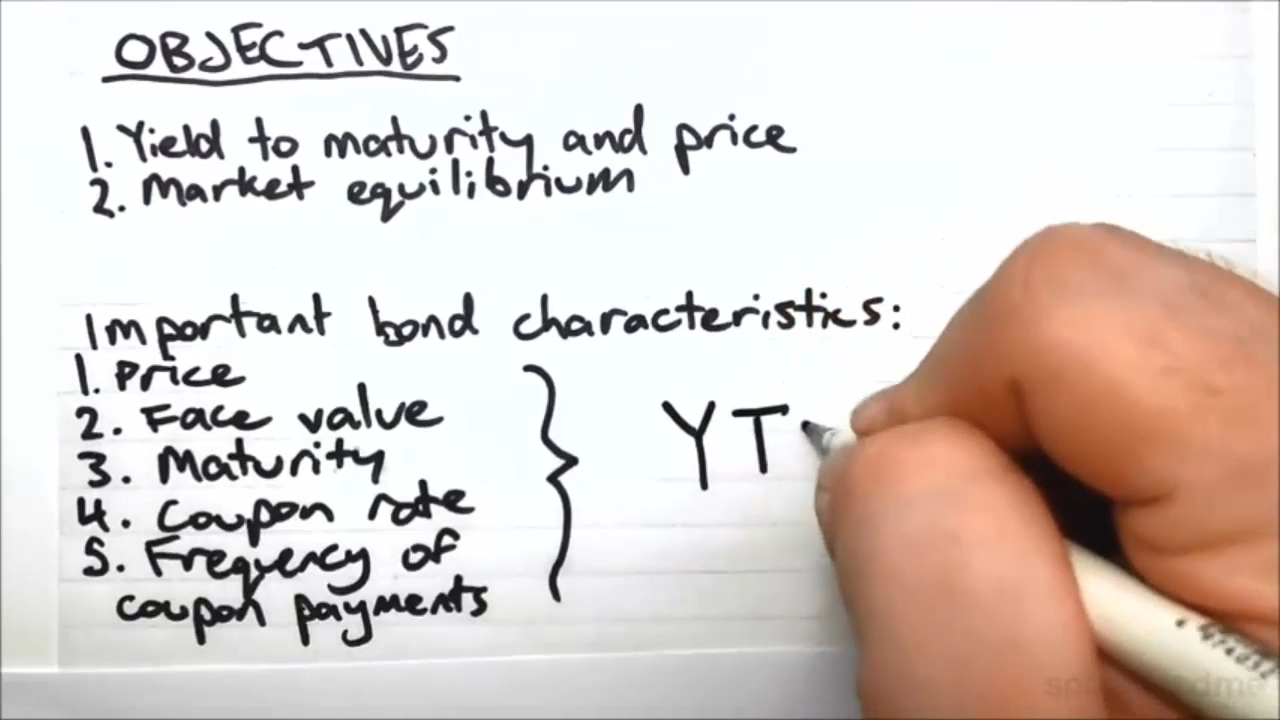 OBJECTIVES
1. Yield to maturity and price
2. Market equilibrium
Important bond characteristics:
1. Price
2. Face value
3. Maturity
4. Coupon rate
5. Frequency of
coupon payments
YT